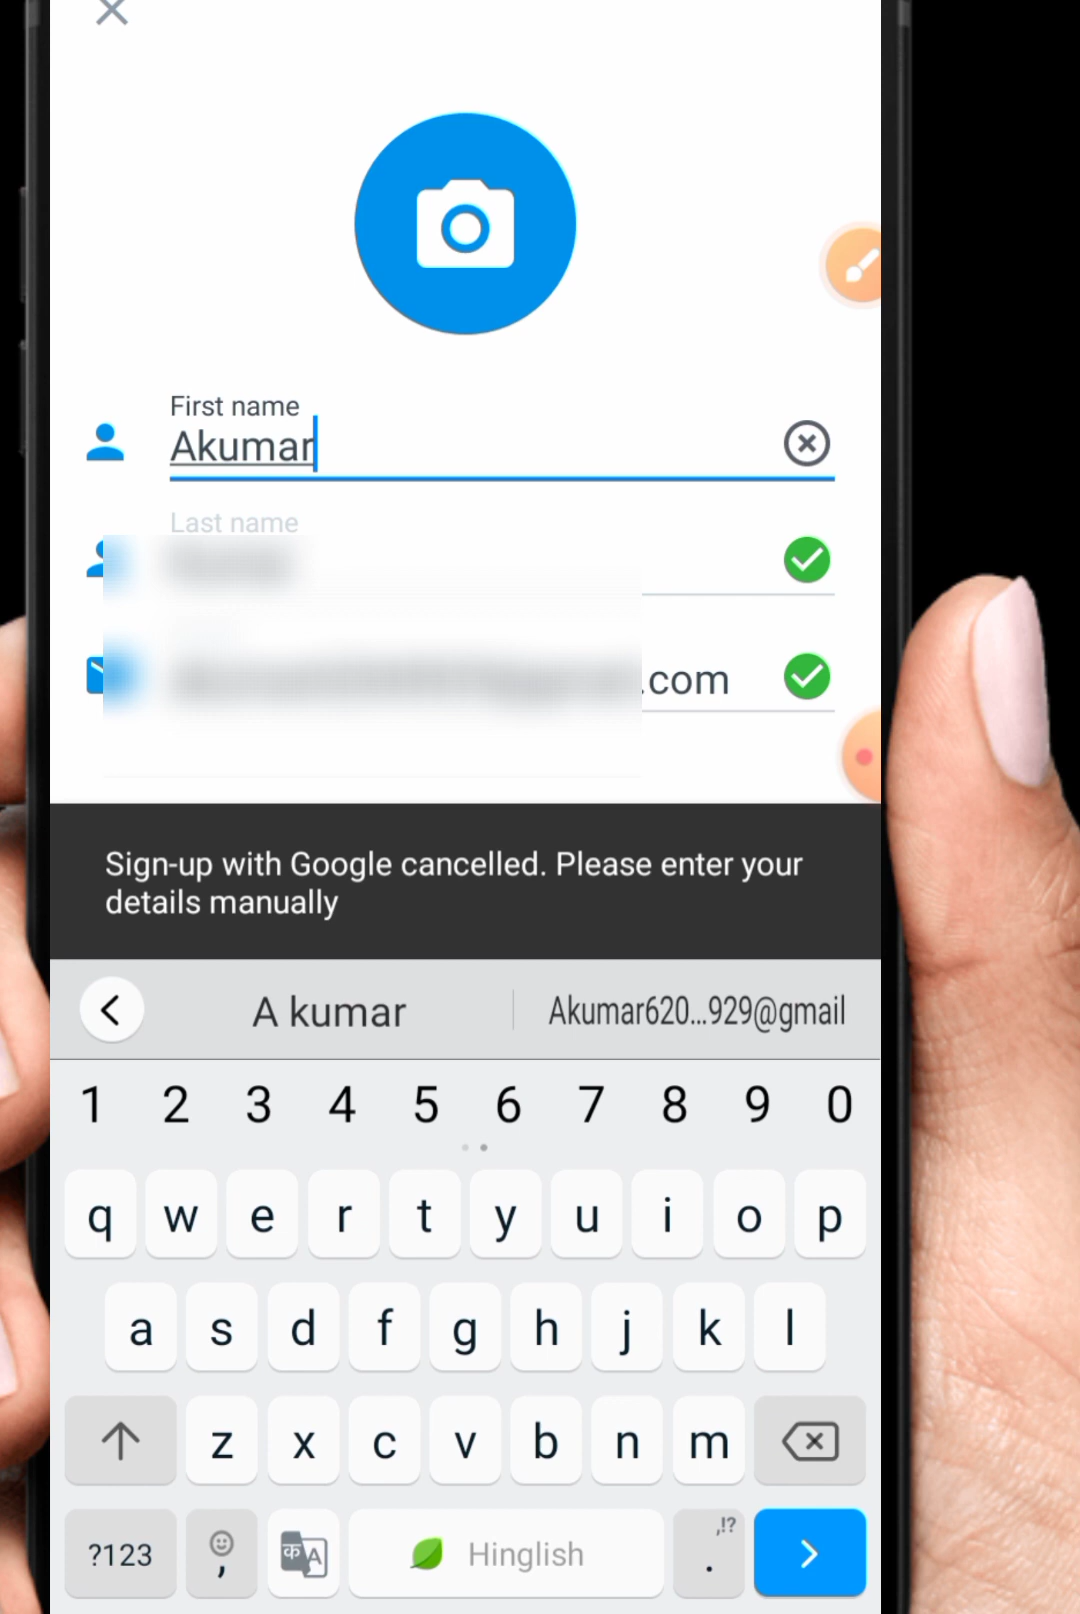 First name
Akumar
Last name
.com
Sign-up with Google cancelled. Please enter your
details manually
A kumar
Akumar620...929@gmail
1 2 3 4 5 6 7 8 9 0
q w e r t y u i o p
a s d f g h j k l
z x c v b n m
,!?
?123 , क A Hinglish .